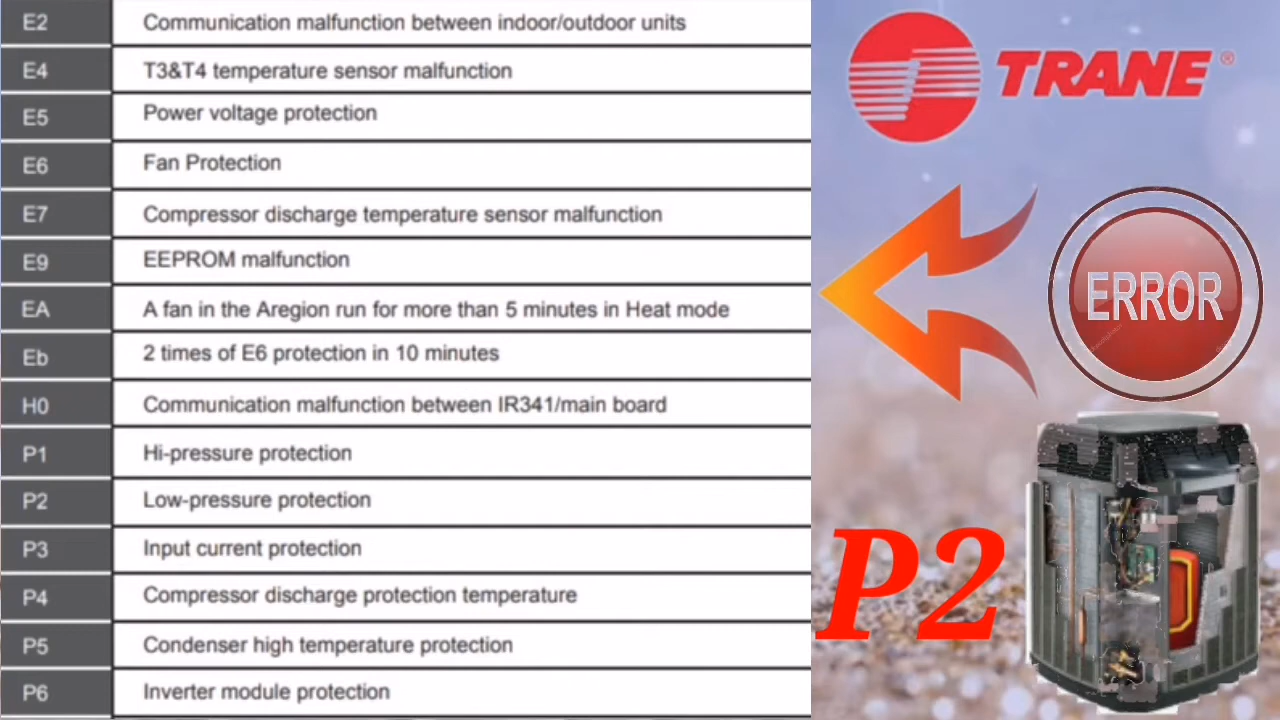 E2 Communication malfunction between indoor/outdoor units
E4 T3&T4 temperature sensor malfunction
E5 Power voltage protection
E6 Fan Protection
E7 Compressor discharge temperature sensor malfunction
E9 EEPROM malfunction
EA A fan in the Aregion run for more than 5 minutes in Heat mode
Eb 2 times of E6 protection in 10 minutes
H0 Communication malfunction between IR341/main board
P1 Hi-pressure protection
P2 Low-pressure protection
P3 Input current protection
P4 Compressor discharge protection temperature
P5 Condenser high temperature protection
P6 Inverter module protection
TRANE®
ERROR
P2